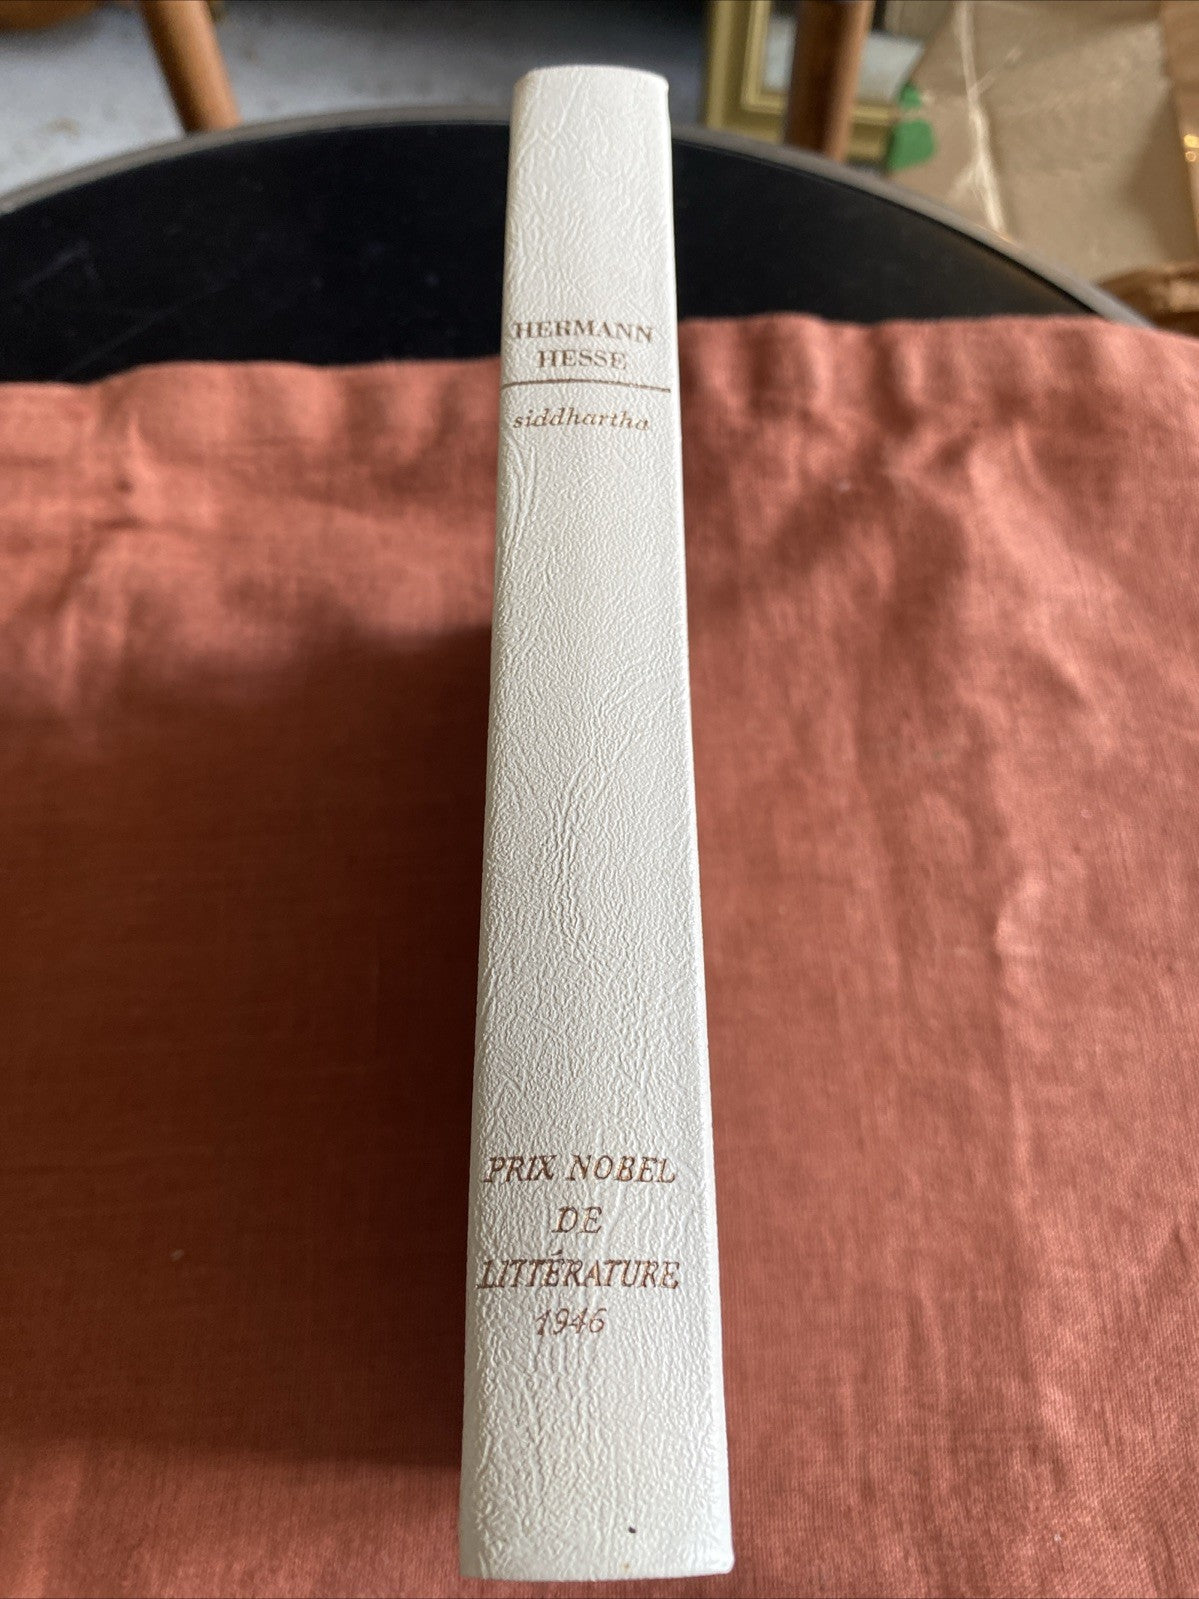 HERMANN
HESSE
siddhartha
PRIX NOBEL
DE
LITTÉRATURE
1946